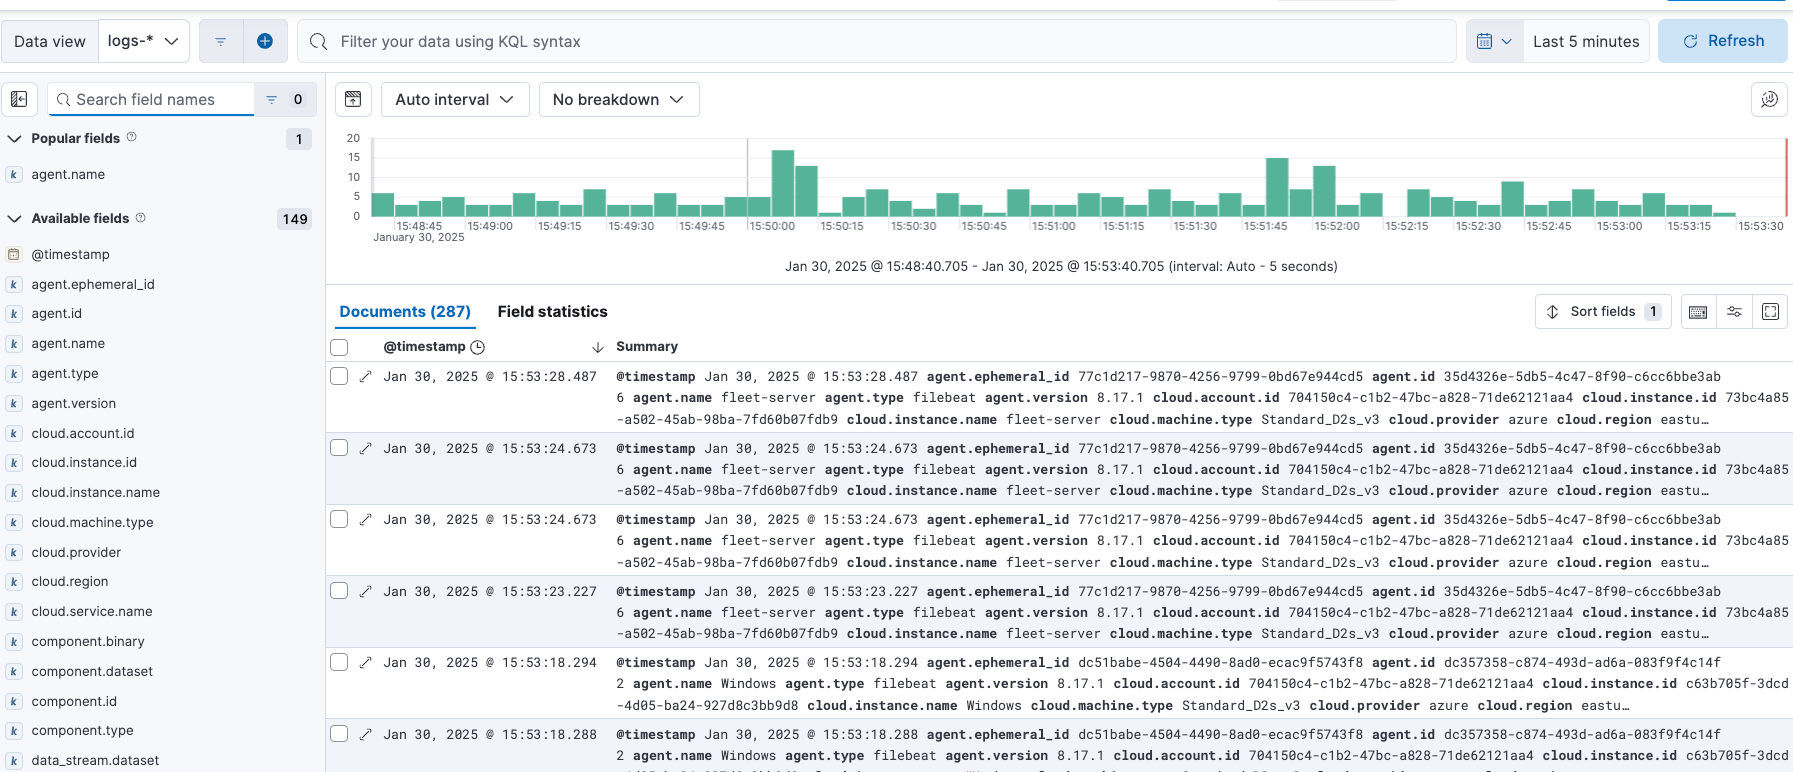 Data view logs-* Filter your data using KQL syntax Last 5 minutes Refresh
Search field names 0
Popular fields 1
k agent.name
Available fields 149
@timestamp
k agent.ephemeral_id
k agent.id
k agent.name
k agent.type
k agent.version
k cloud.account.id
k cloud.instance.id
k cloud.instance.name
k cloud.machine.type
k cloud.provider
k cloud.region
k cloud.service.name
k component.binary
k component.dataset
k component.id
k component.type
k data_stream.dataset
Auto interval No breakdown
20
15
10
5
0
15:48:45 15:49:00 15:49:15 15:49:30 15:49:45 15:50:00 15:50:15 15:50:30 15:50:45 15:51:00 15:51:15 15:51:30 15:51:45 15:52:00 15:52:15 15:52:30 15:52:45 15:53:00 15:53:15 15:53:30
January 30, 2025
Jan 30, 2025 @ 15:48:40.705 - Jan 30, 2025 @ 15:53:40.705 (interval: Auto - 5 seconds)
Documents (287) Field statistics Sort fields 1
@timestamp Summary
Jan 30, 2025 @ 15:53:28.487 @timestamp Jan 30, 2025 @ 15:53:28.487 agent.ephemeral_id 77c1d217-9870-4256-9799-0bd67e944cd5 agent.id 35d4326e-5db5-4c47-8f90-c6cc6bbe3ab
6 agent.name fleet-server agent.type filebeat agent.version 8.17.1 cloud.account.id 704150c4-c1b2-47bc-a828-71de62121aa4 cloud.instance.id 73bc4a85
-a502-45ab-98ba-7fd60b07fdb9 cloud.instance.name fleet-server cloud.machine.type Standard_D2s_v3 cloud.provider azure cloud.region eastu…
Jan 30, 2025 @ 15:53:24.673 @timestamp Jan 30, 2025 @ 15:53:24.673 agent.ephemeral_id 77c1d217-9870-4256-9799-0bd67e944cd5 agent.id 35d4326e-5db5-4c47-8f90-c6cc6bbe3ab
6 agent.name fleet-server agent.type filebeat agent.version 8.17.1 cloud.account.id 704150c4-c1b2-47bc-a828-71de62121aa4 cloud.instance.id 73bc4a85
-a502-45ab-98ba-7fd60b07fdb9 cloud.instance.name fleet-server cloud.machine.type Standard_D2s_v3 cloud.provider azure cloud.region eastu…
Jan 30, 2025 @ 15:53:24.673 @timestamp Jan 30, 2025 @ 15:53:24.673 agent.ephemeral_id 77c1d217-9870-4256-9799-0bd67e944cd5 agent.id 35d4326e-5db5-4c47-8f90-c6cc6bbe3ab
6 agent.name fleet-server agent.type filebeat agent.version 8.17.1 cloud.account.id 704150c4-c1b2-47bc-a828-71de62121aa4 cloud.instance.id 73bc4a85
-a502-45ab-98ba-7fd60b07fdb9 cloud.instance.name fleet-server cloud.machine.type Standard_D2s_v3 cloud.provider azure cloud.region eastu…
Jan 30, 2025 @ 15:53:23.227 @timestamp Jan 30, 2025 @ 15:53:23.227 agent.ephemeral_id 77c1d217-9870-4256-9799-0bd67e944cd5 agent.id 35d4326e-5db5-4c47-8f90-c6cc6bbe3ab
6 agent.name fleet-server agent.type filebeat agent.version 8.17.1 cloud.account.id 704150c4-c1b2-47bc-a828-71de62121aa4 cloud.instance.id 73bc4a85
-a502-45ab-98ba-7fd60b07fdb9 cloud.instance.name fleet-server cloud.machine.type Standard_D2s_v3 cloud.provider azure cloud.region eastu…
Jan 30, 2025 @ 15:53:18.294 @timestamp Jan 30, 2025 @ 15:53:18.294 agent.ephemeral_id dc51babe-4504-4490-8ad0-ecac9f5743f8 agent.id dc357358-c874-493d-ad6a-083f9f4c14f
2 agent.name Windows agent.type filebeat agent.version 8.17.1 cloud.account.id 704150c4-c1b2-47bc-a828-71de62121aa4 cloud.instance.id c63b705f-3dcd
-4d05-ba24-927d8c3bb9d8 cloud.instance.name Windows cloud.machine.type Standard_D2s_v3 cloud.provider azure cloud.region eastu…
Jan 30, 2025 @ 15:53:18.288 @timestamp Jan 30, 2025 @ 15:53:18.288 agent.ephemeral_id dc51babe-4504-4490-8ad0-ecac9f5743f8 agent.id dc357358-c874-493d-ad6a-083f9f4c14f
2 agent.name Windows agent.type filebeat agent.version 8.17.1 cloud.account.id 704150c4-c1b2-47bc-a828-71de62121aa4 cloud.instance.id c63b705f-3dcd